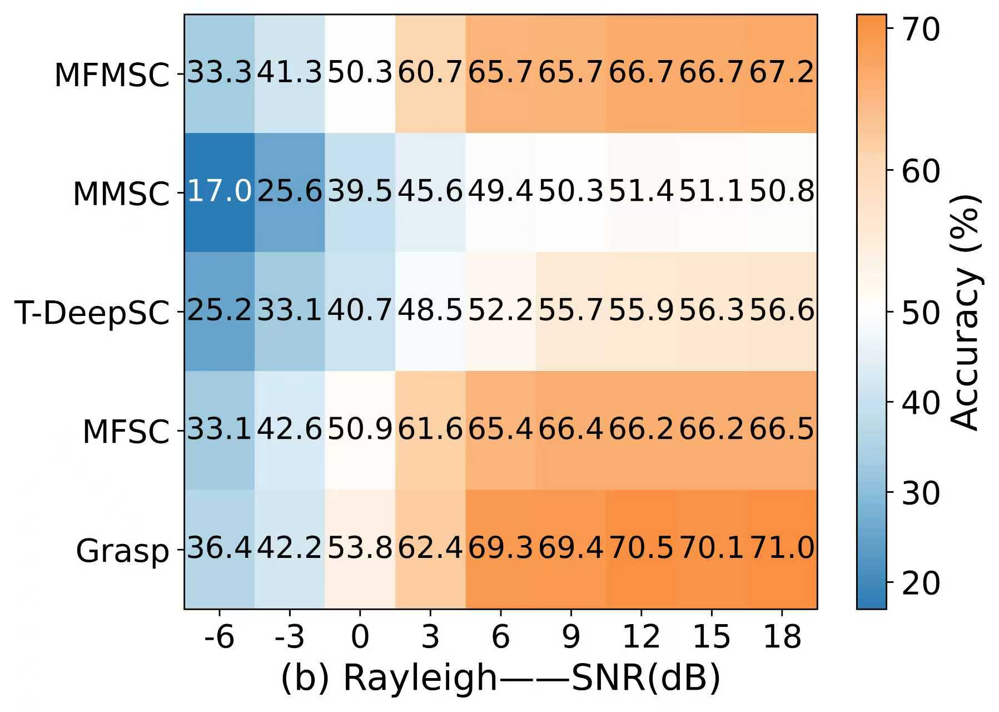 MFMSC 33.3 41.3 50.3 60.7 65.7 65.7 66.7 66.7 67.2
MMSC 17.0 25.6 39.5 45.6 49.4 50.3 51.4 51.1 50.8
T-DeepSC 25.2 33.1 40.7 48.5 52.2 55.7 55.9 56.3 56.6
MFSC 33.1 42.6 50.9 61.6 65.4 66.4 66.2 66.2 66.5
Grasp 36.4 42.2 53.8 62.4 69.3 69.4 70.5 70.1 71.0
-6 -3 0 3 6 9 12 15 18
(b) Rayleigh——SNR(dB)
70
60
50
40
30
20
Accuracy (%)